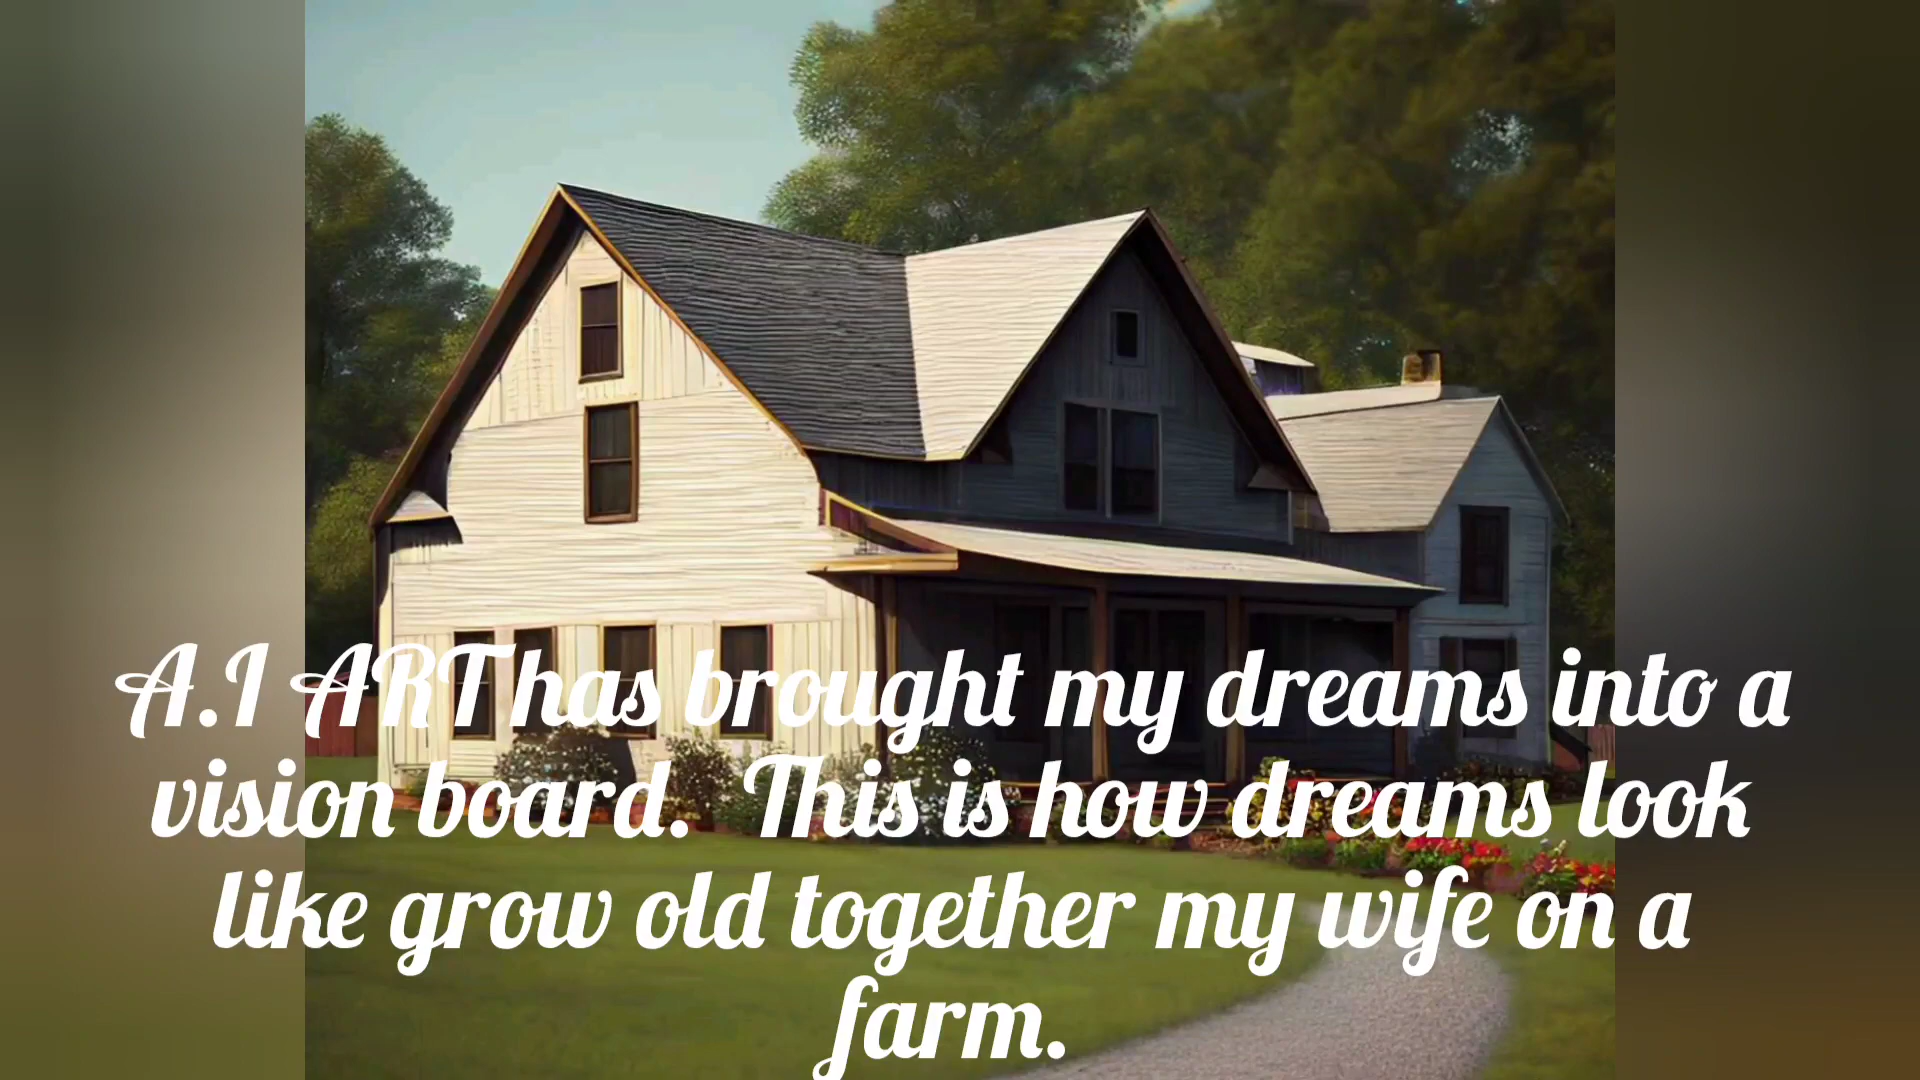 A.I ART has brought my dreams into a
vision board. This is how dreams look
like grow old together my wife on a
farm.